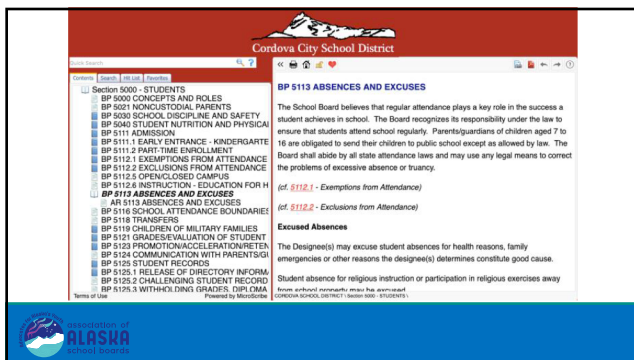 Cordova City School District
Quick Search
?
Contents Search Hit List Favorites
Section 5000 - STUDENTS
BP 5000 CONCEPTS AND ROLES
BP 5021 NONCUSTODIAL PARENTS
BP 5030 SCHOOL DISCIPLINE AND SAFETY
BP 5040 STUDENT NUTRITION AND PHYSICA
BP 5111 ADMISSION
BP 5111.1 EARLY ENTRANCE - KINDERGARTE
BP 5111.2 PART-TIME ENROLLMENT
BP 5112.1 EXEMPTIONS FROM ATTENDANCE
BP 5112.2 EXCLUSIONS FROM ATTENDANCE
BP 5112.5 OPEN/CLOSED CAMPUS
BP 5112.6 INSTRUCTION - EDUCATION FOR H
BP 5113 ABSENCES AND EXCUSES
AR 5113 ABSENCES AND EXCUSES
BP 5116 SCHOOL ATTENDANCE BOUNDARIES
BP 5118 TRANSFERS
BP 5119 CHILDREN OF MILITARY FAMILIES
BP 5121 GRADES/EVALUATION OF STUDENT
BP 5123 PROMOTION/ACCELERATION/RETEN
BP 5124 COMMUNICATION WITH PARENTS/GU
BP 5125 STUDENT RECORDS
BP 5125.1 RELEASE OF DIRECTORY INFORMA
BP 5125.2 CHALLENGING STUDENT RECORD
BP 5125.3 WITHHOLDING GRADES, DIPLOMA
Terms of Use Powered by MicroScribe
BP 5113 ABSENCES AND EXCUSES
The School Board believes that regular attendance plays a key role in the success a
student achieves in school. The Board recognizes its responsibility under the law to
ensure that students attend school regularly. Parents/guardians of children aged 7 to
16 are obligated to send their children to public school except as allowed by law. The
Board shall abide by all state attendance laws and may use any legal means to correct
the problems of excessive absence or truancy.
(cf. 5112.1 - Exemptions from Attendance)
(cf. 5112.2 - Exclusions from Attendance)
Excused Absences
The Designee(s) may excuse student absences for health reasons, family
emergencies or other reasons the designee(s) determines constitute good cause.
Student absence for religious instruction or participation in religious exercises away
from school property may be excused
CORDOVA SCHOOL DISTRICT \ Section 5000 - STUDENTS \
association of
ALASKA
school boards